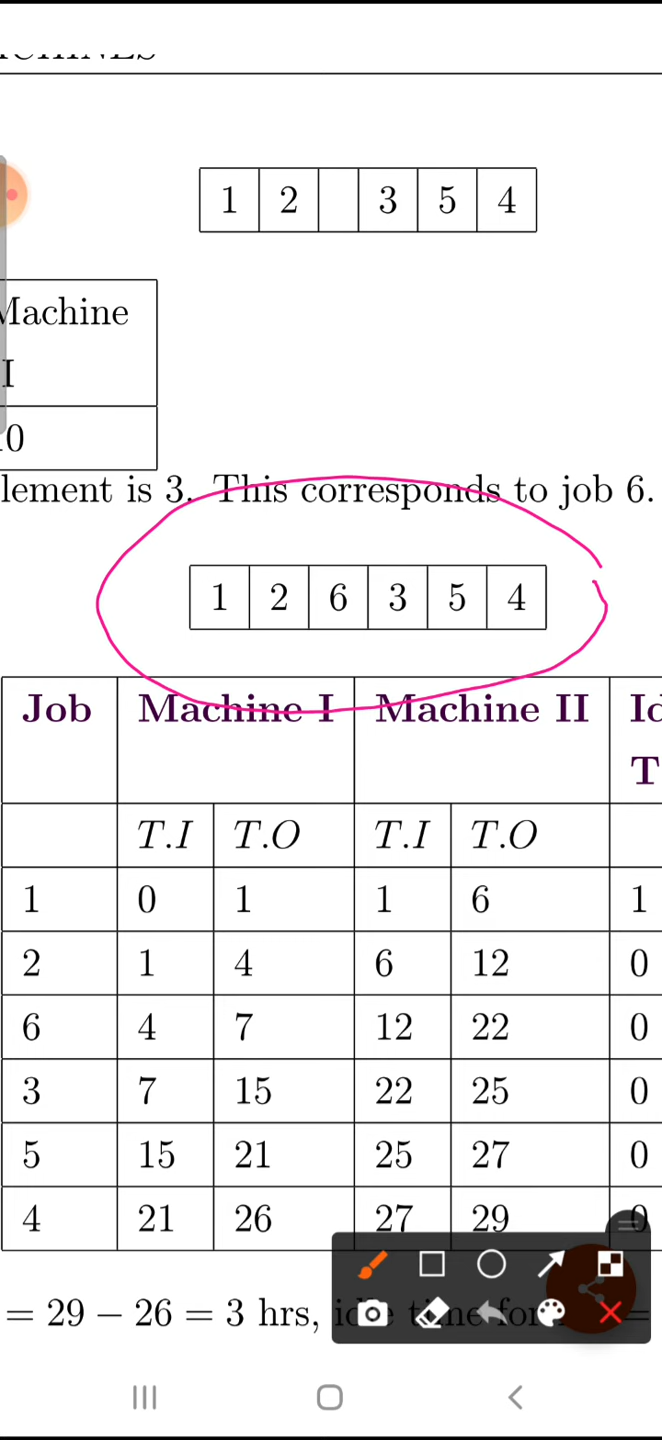 1 2 3 5 4
Machine
I
0
lement is 3. This corresponds to job 6.
1 2 6 3 5 4
Job Machine I Machine II Id
T
T.I T.O T.I T.O
1 0 1 1 6 1
2 1 4 6 12 0
6 4 7 12 22 0
3 7 15 22 25 0
5 15 21 25 27 0
4 21 26 27 29 0
= 29 − 26 = 3 hrs,